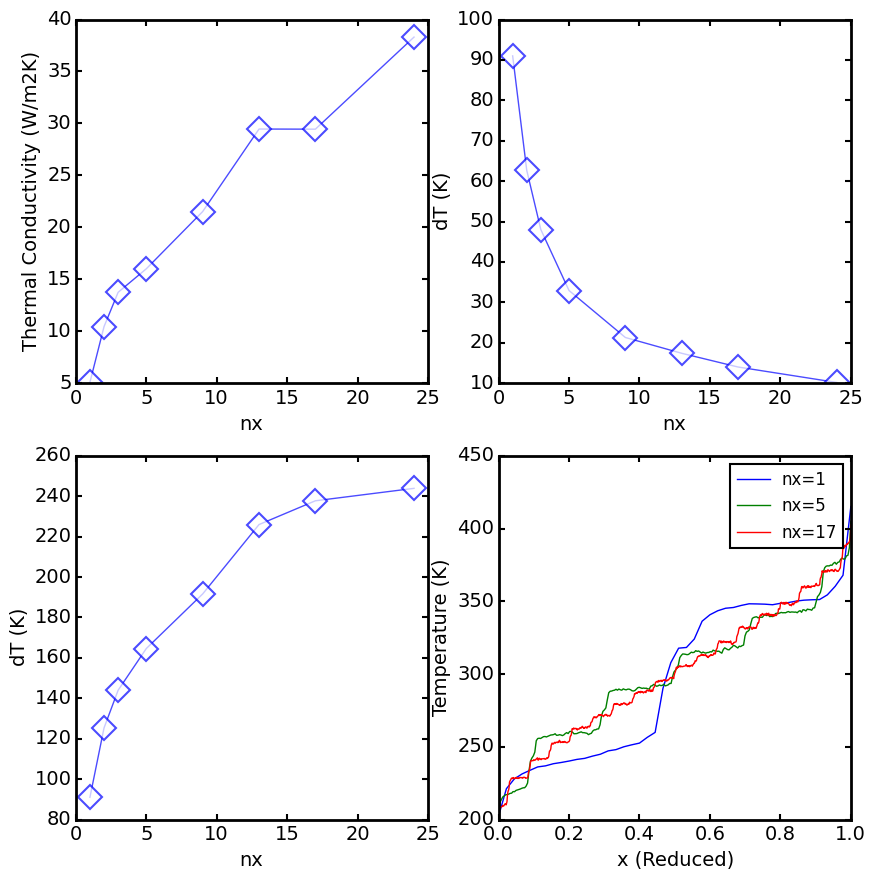 40
35
30
25
20
15
10
5
Thermal Conductivity (W/m2K)
0 5 10 15 20 25
nx
100
90
80
70
60
50
40
30
20
10
dT (K)
0 5 10 15 20 25
nx
260
240
220
200
180
160
140
120
100
80
dT (K)
0 5 10 15 20 25
nx
450
400
350
300
250
200
Temperature (K)
nx=1
nx=5
nx=17
0.0 0.2 0.4 0.6 0.8 1.0
x (Reduced)